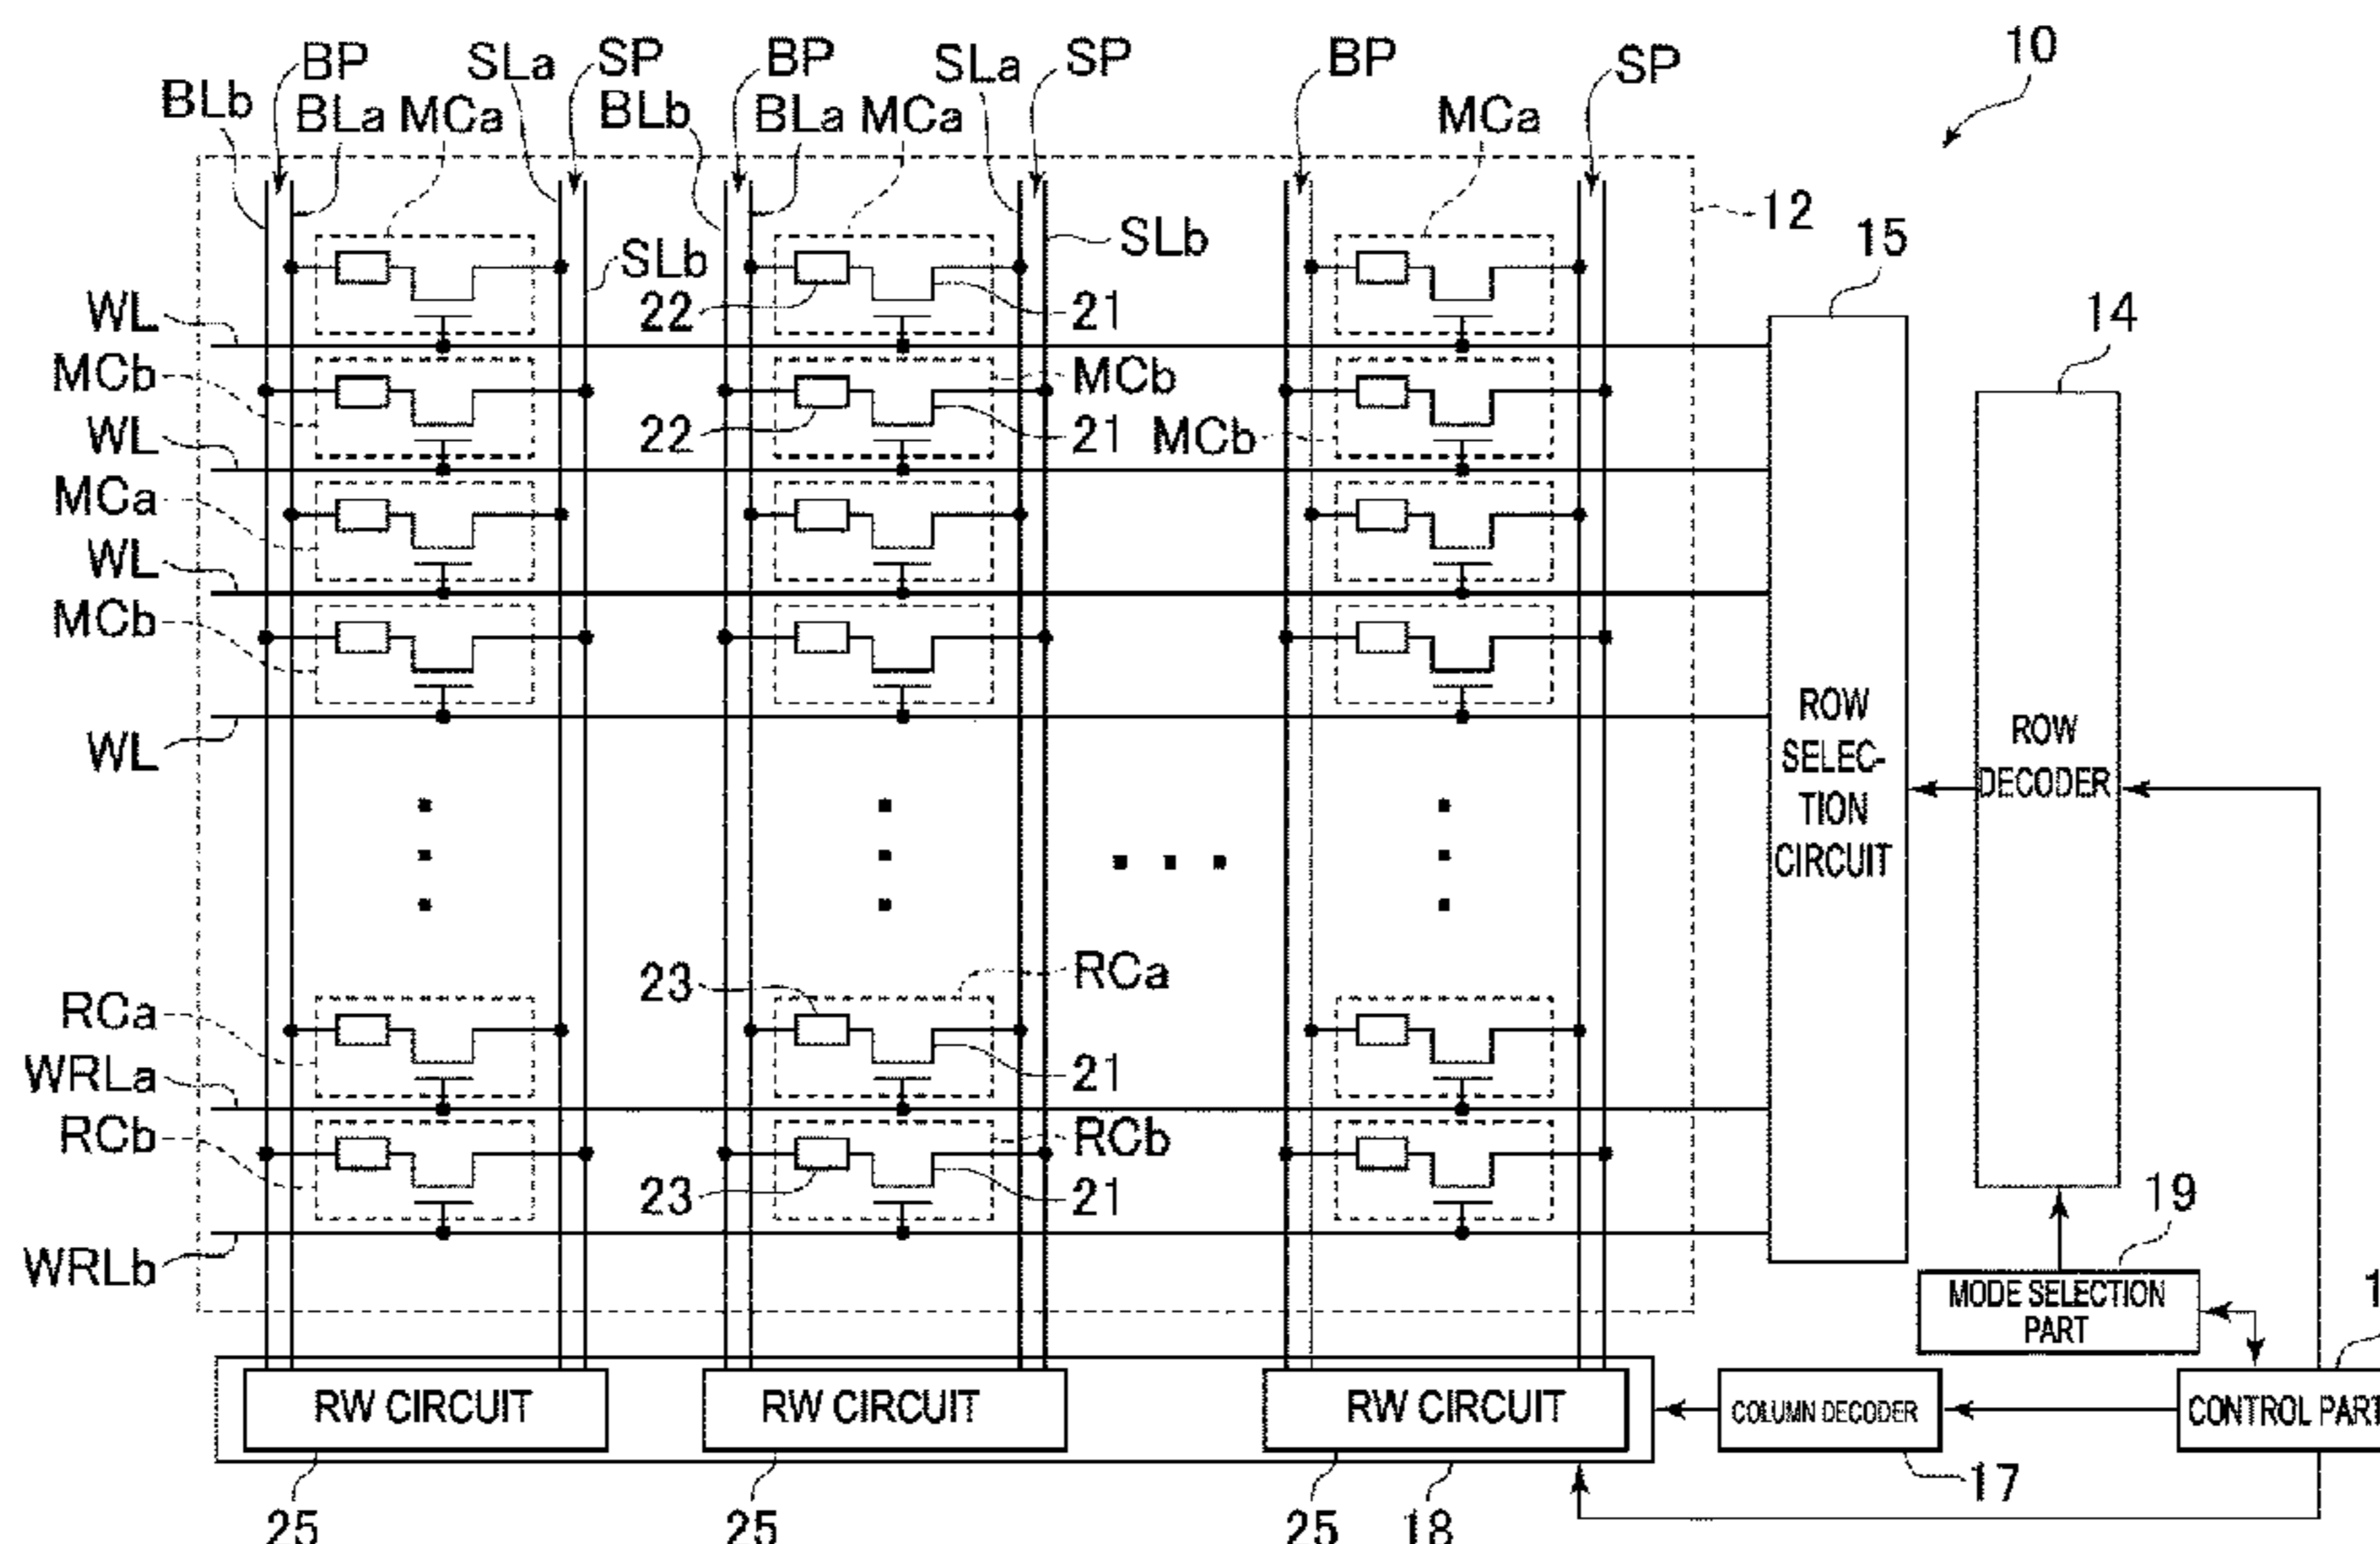 BP
SLa
SP
BP
SLa
SP
BP
SP
10
BLb
BLa
MCa
BLb
BLa
MCa
MCa
12
15
SLb
SLb
14
WL
22
21
MCb
MCb
WL
22
21
MCb
MCa
WL
MCb
WL
ROW
SELEC-
TION
CIRCUIT
ROW
DECODER
RCa
23
RCa
WRLa
21
RCb
RCb
23
21
WRLb
19
MODE SELECTION
PART
RW CIRCUIT
RW CIRCUIT
RW CIRCUIT
COLUMN DECODER
CONTROL PART
17
25
25
25
18